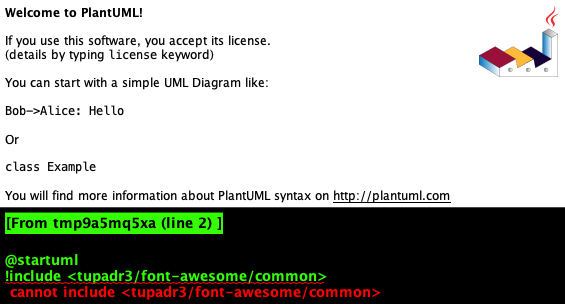 Welcome to PlantUML!
If you use this software, you accept its license.
(details by typing license keyword)
You can start with a simple UML Diagram like:
Bob->Alice: Hello
Or
class Example
You will find more information about PlantUML syntax on http://plantuml.com
[From tmp9a5mq5xa (line 2) ]
@startuml
!include <tupadr3/font-awesome/common>
cannot include <tupadr3/font-awesome/common>